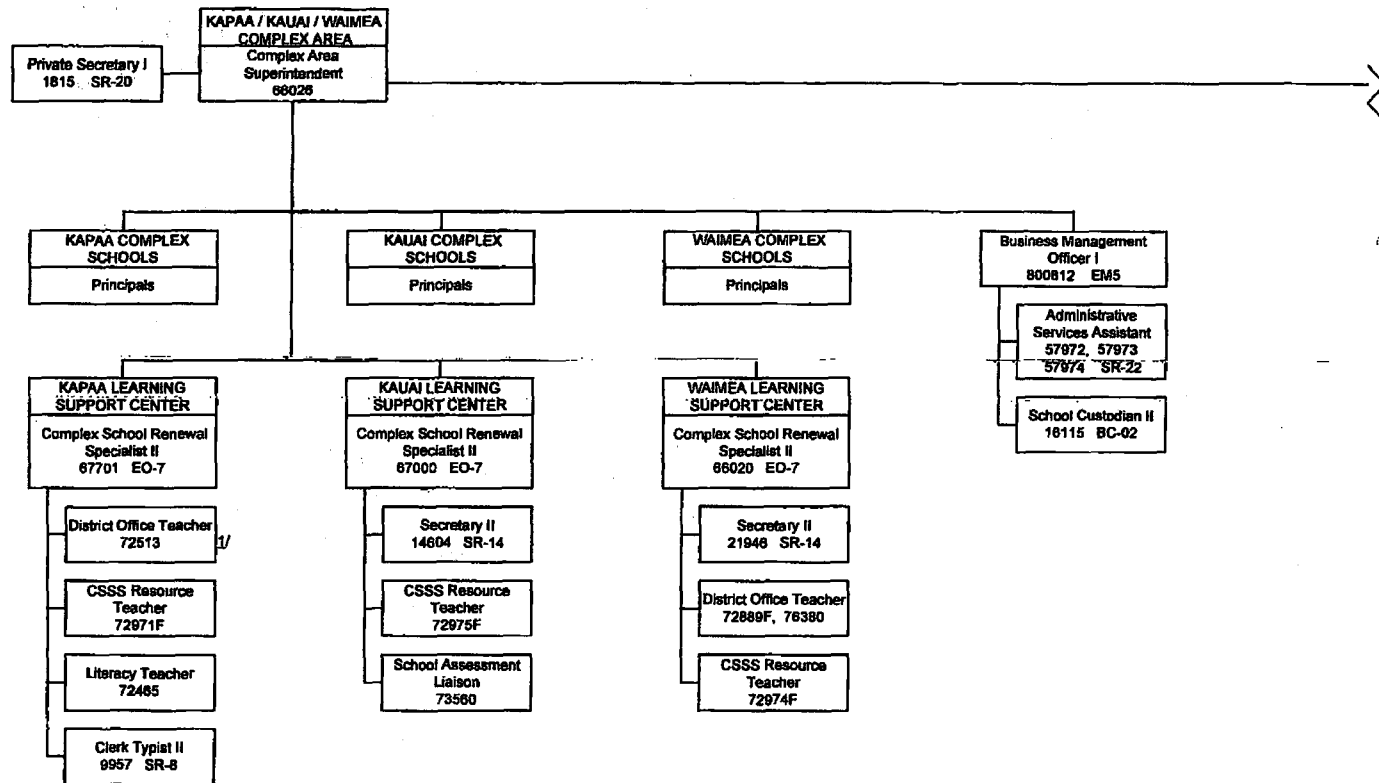 KAPAA / KAUAI / WAIMEA
COMPLEX AREA
Complex Area
Superintendent
66026
Private Secretary I
1815 SR-20
KAPAA COMPLEX
SCHOOLS
Principals
KAUAI COMPLEX
SCHOOLS
Principals
WAIMEA COMPLEX
SCHOOLS
Principals
Business Management
Officer I
800812 EM5
Administrative
Services Assistant
57972, 57973
57974 SR-22
School Custodian II
16115 BC-02
KAPAA LEARNING
SUPPORT CENTER
Complex School Renewal
Specialist II
67701 EO-7
District Office Teacher
72513
1/
CSSS Resource
Teacher
72971F
Literacy Teacher
72465
Clerk Typist II
9957 SR-8
KAUAI LEARNING
SUPPORT CENTER
Complex School Renewal
Specialist II
67000 EO-7
Secretary II
14604 SR-14
CSSS Resource
Teacher
72975F
School Assessment
Liaison
73560
WAIMEA LEARNING
SUPPORT CENTER
Complex School Renewal
Specialist II
66020 EO-7
Secretary II
21946 SR-14
District Office Teacher
72889F, 76380
CSSS Resource
Teacher
72974F